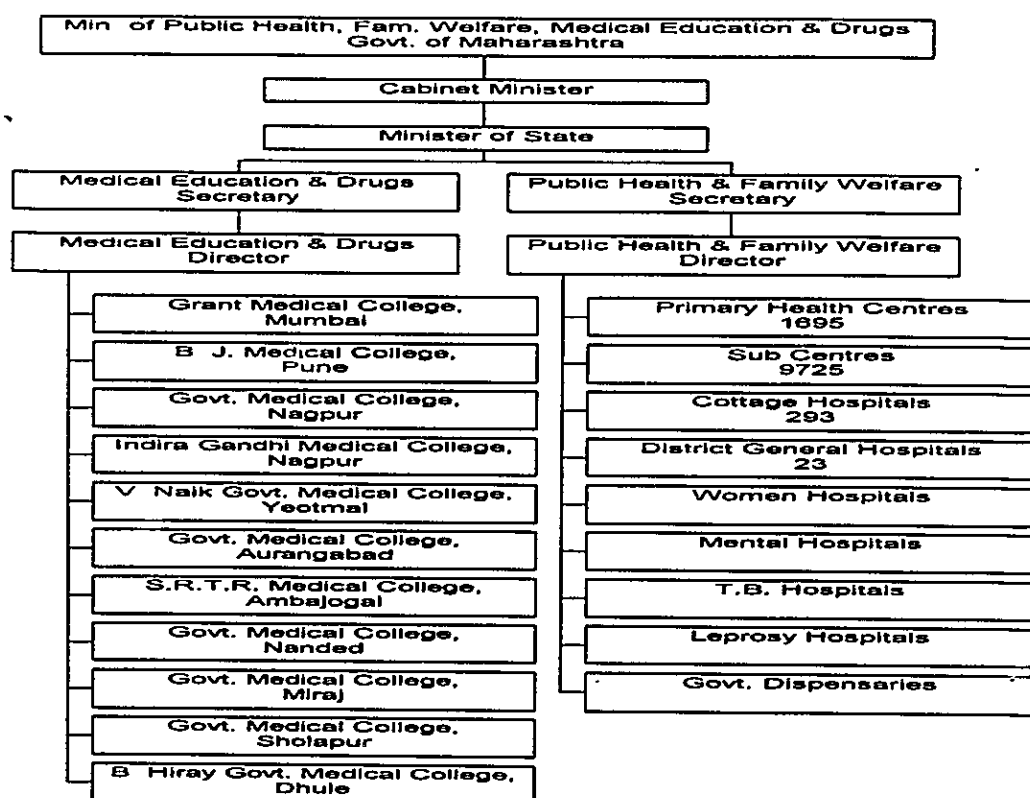 Min of Public Health, Fam. Welfare, Medical Education & Drugs
Govt. of Maharashtra
Cabinet Minister
Minister of State
Medical Education & Drugs
Secretary
Public Health & Family Welfare
Secretary
Medical Education & Drugs
Director
Public Health & Family Welfare
Director
Grant Medical College,
Mumbai
B J. Medical College,
Pune
Govt. Medical College,
Nagpur
Indira Gandhi Medical College,
Nagpur
V Naik Govt. Medical College,
Yeotmal
Govt. Medical College,
Aurangabad
S.R.T.R. Medical College,
Ambajogai
Govt. Medical College,
Nanded
Govt. Medical College,
Miraj
Govt. Medical College,
Sholapur
B Hiray Govt. Medical College,
Dhule
Primary Health Centres
1695
Sub Centres
9725
Cottage Hospitals
293
District General Hospitals
23
Women Hospitals
Mental Hospitals
T.B. Hospitals
Leprosy Hospitals
Govt. Dispensaries